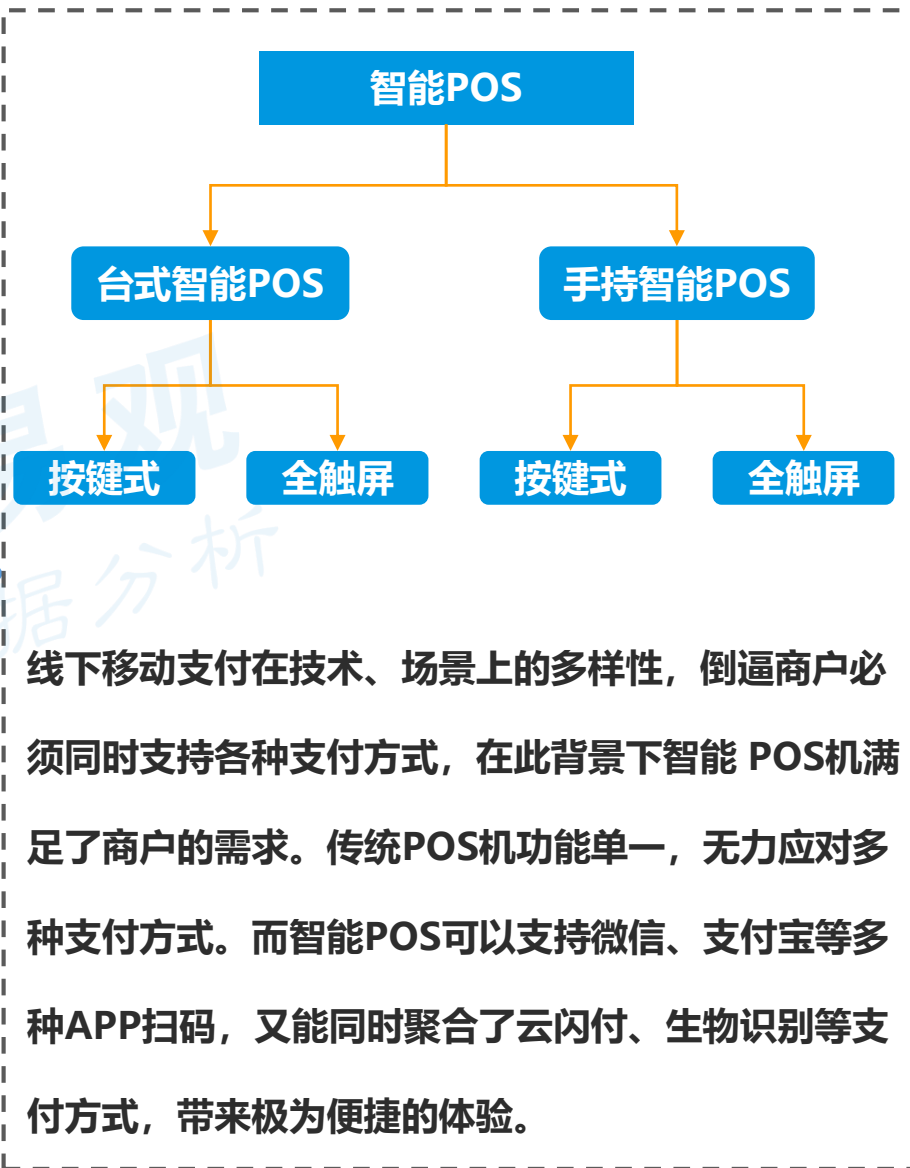 智能POS
台式智能POS
手持智能POS
按键式
全触屏
按键式
全触屏
易观
据分析
线下移动支付在技术、场景上的多样性，倒逼商户必
须同时支持各种支付方式，在此背景下智能 POS机满
足了商户的需求。传统POS机功能单一，无力应对多
种支付方式。而智能POS可以支持微信、支付宝等多
种APP扫码，又能同时聚合了云闪付、生物识别等支
付方式，带来极为便捷的体验。